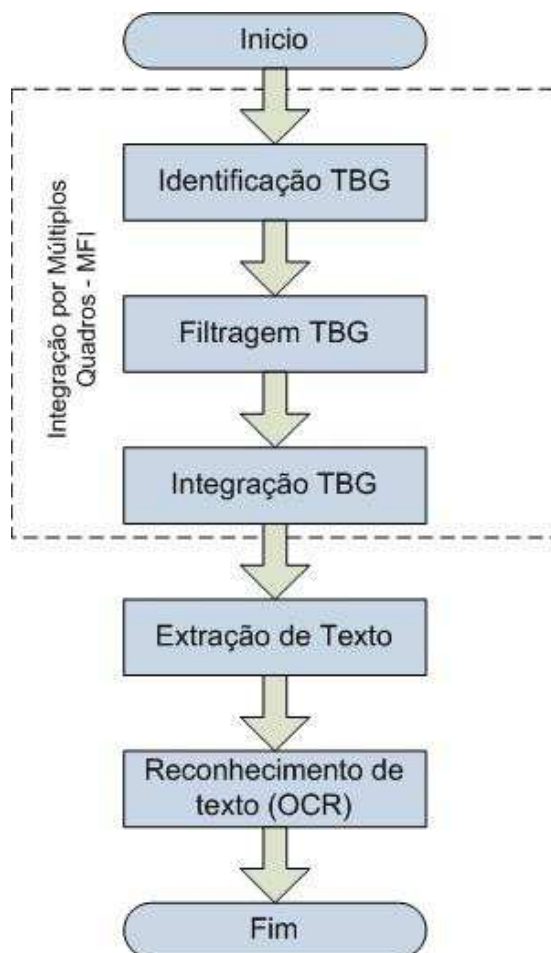 Inicio
Integração por Múltiplos
Quadros - MFI
Identificação TBG
Filtragem TBG
Integração TBG
Extração de Texto
Reconhecimento de
texto (OCR)
Fim